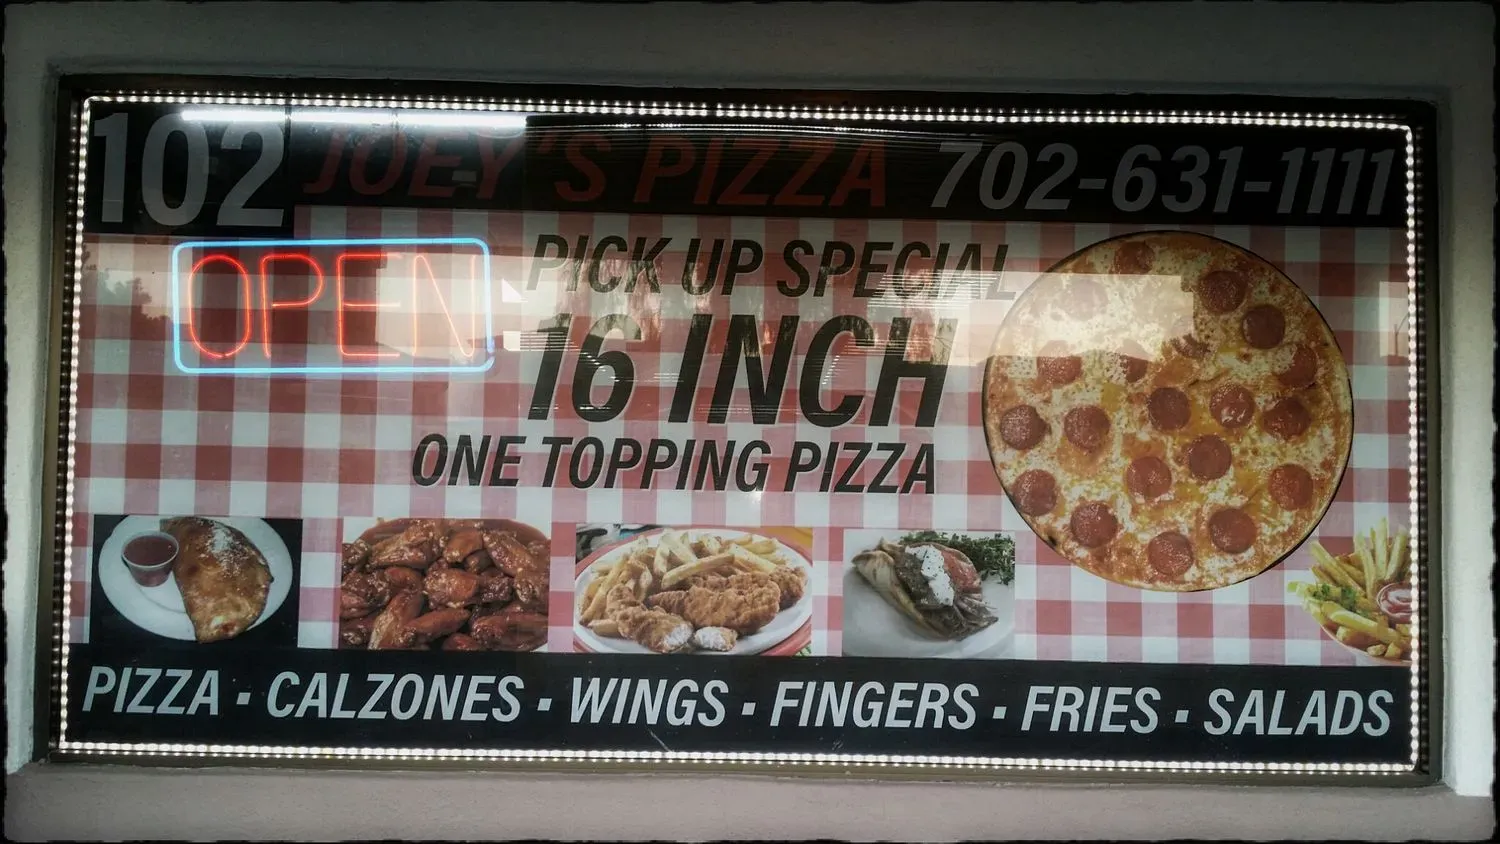 102 JOEY'S PIZZA 702-631-1111
OPEN
PICK UP SPECIAL
16 INCH
ONE TOPPING PIZZA
PIZZA · CALZONES · WINGS · FINGERS · FRIES · SALADS